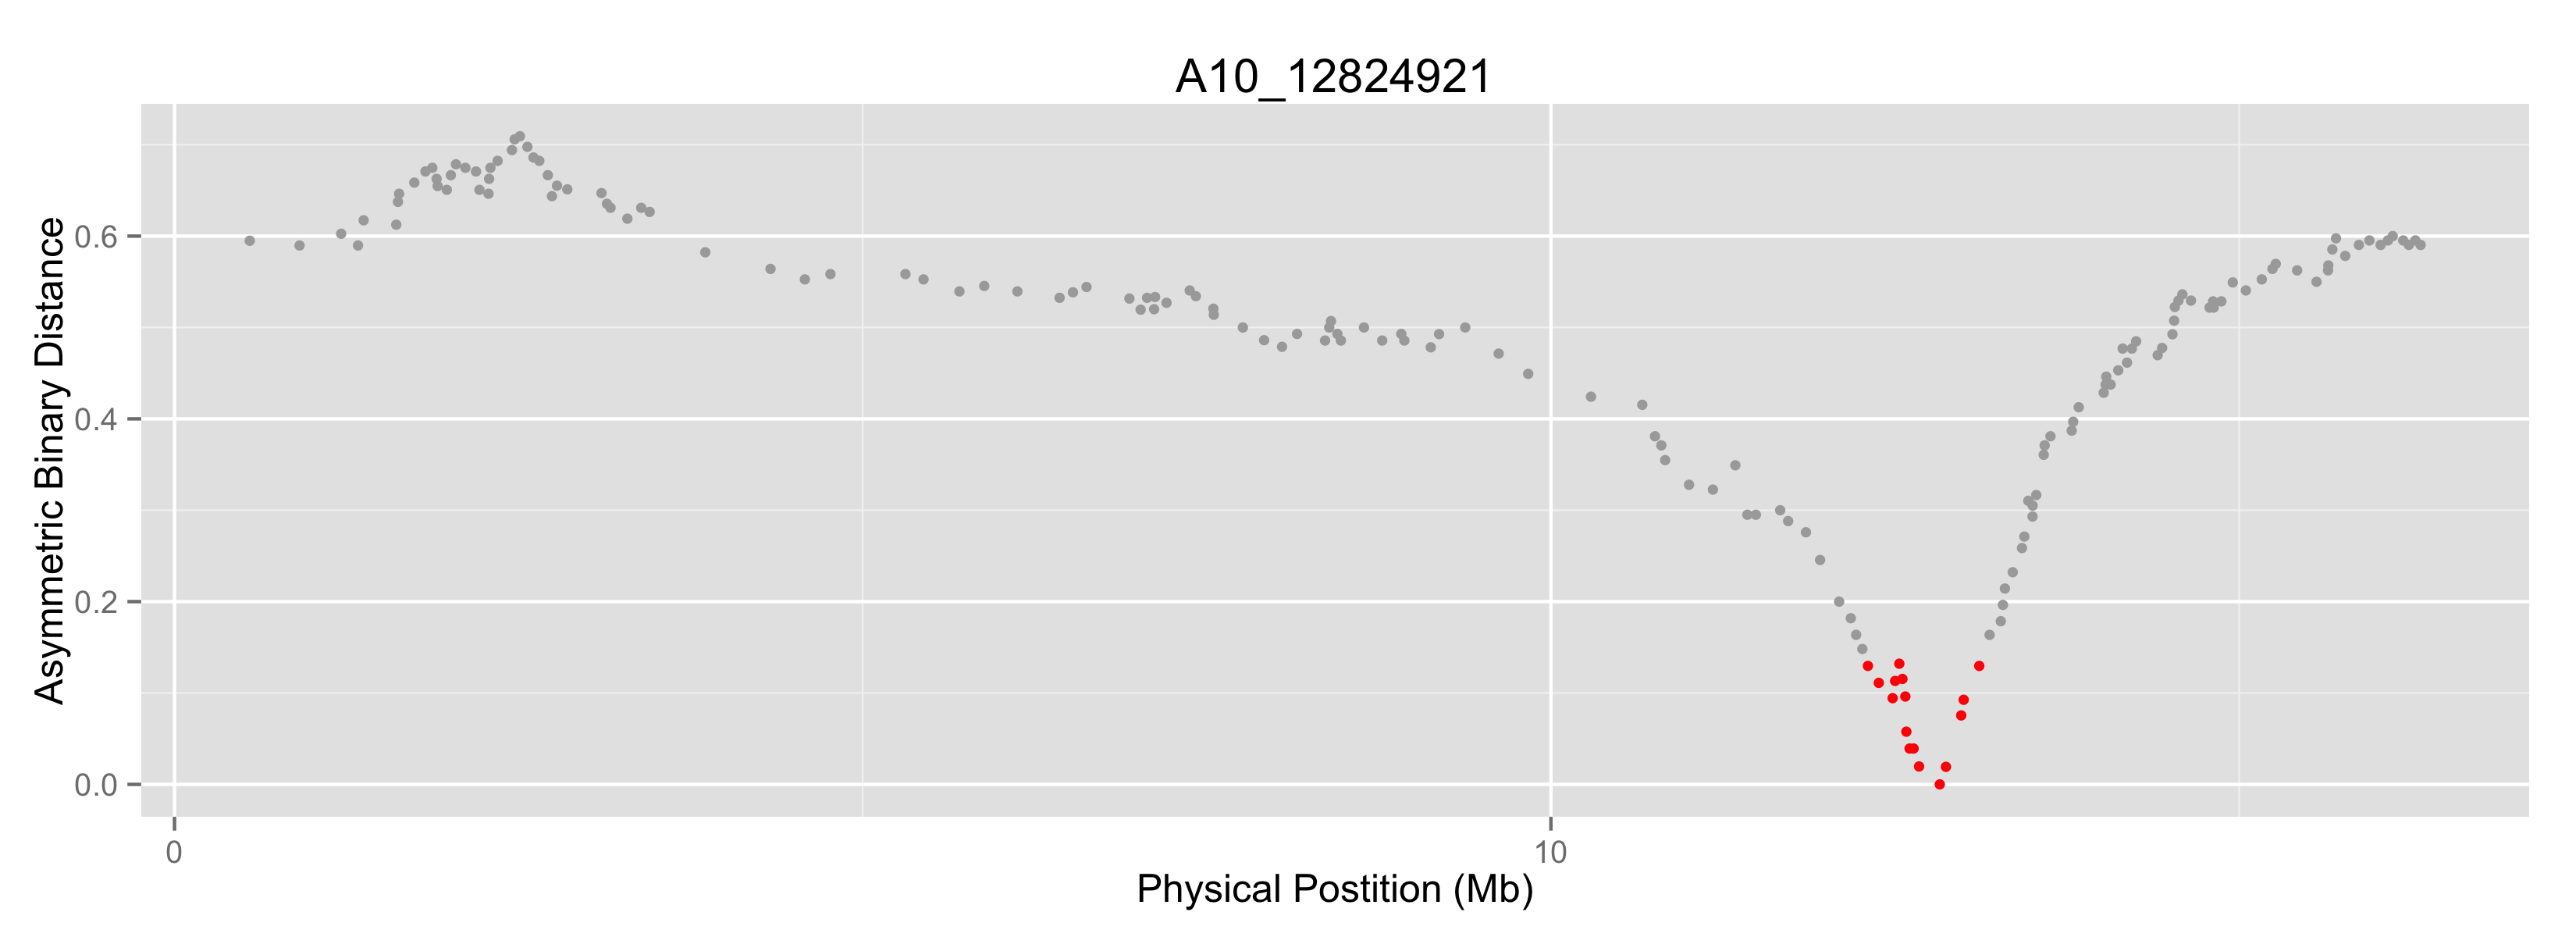 A10_12824921
Asymmetric Binary Distance
0.6
0.4
0.2
0.0
0
10
Physical Postition (Mb)